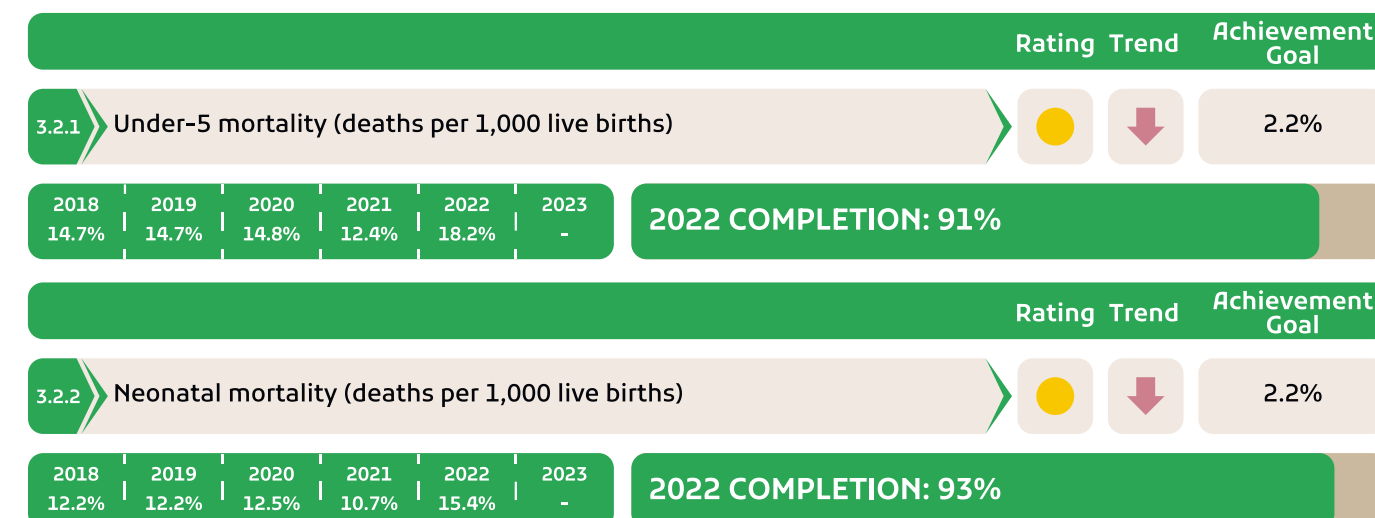 Rating Trend Achievement Goal
3.2.1 Under-5 mortality (deaths per 1,000 live births) 2.2%
2018 2019 2020 2021 2022 2023
14.7% 14.7% 14.8% 12.4% 18.2% -
2022 COMPLETION: 91%
Rating Trend Achievement Goal
3.2.2 Neonatal mortality (deaths per 1,000 live births) 2.2%
2018 2019 2020 2021 2022 2023
12.2% 12.2% 12.5% 10.7% 15.4% -
2022 COMPLETION: 93%